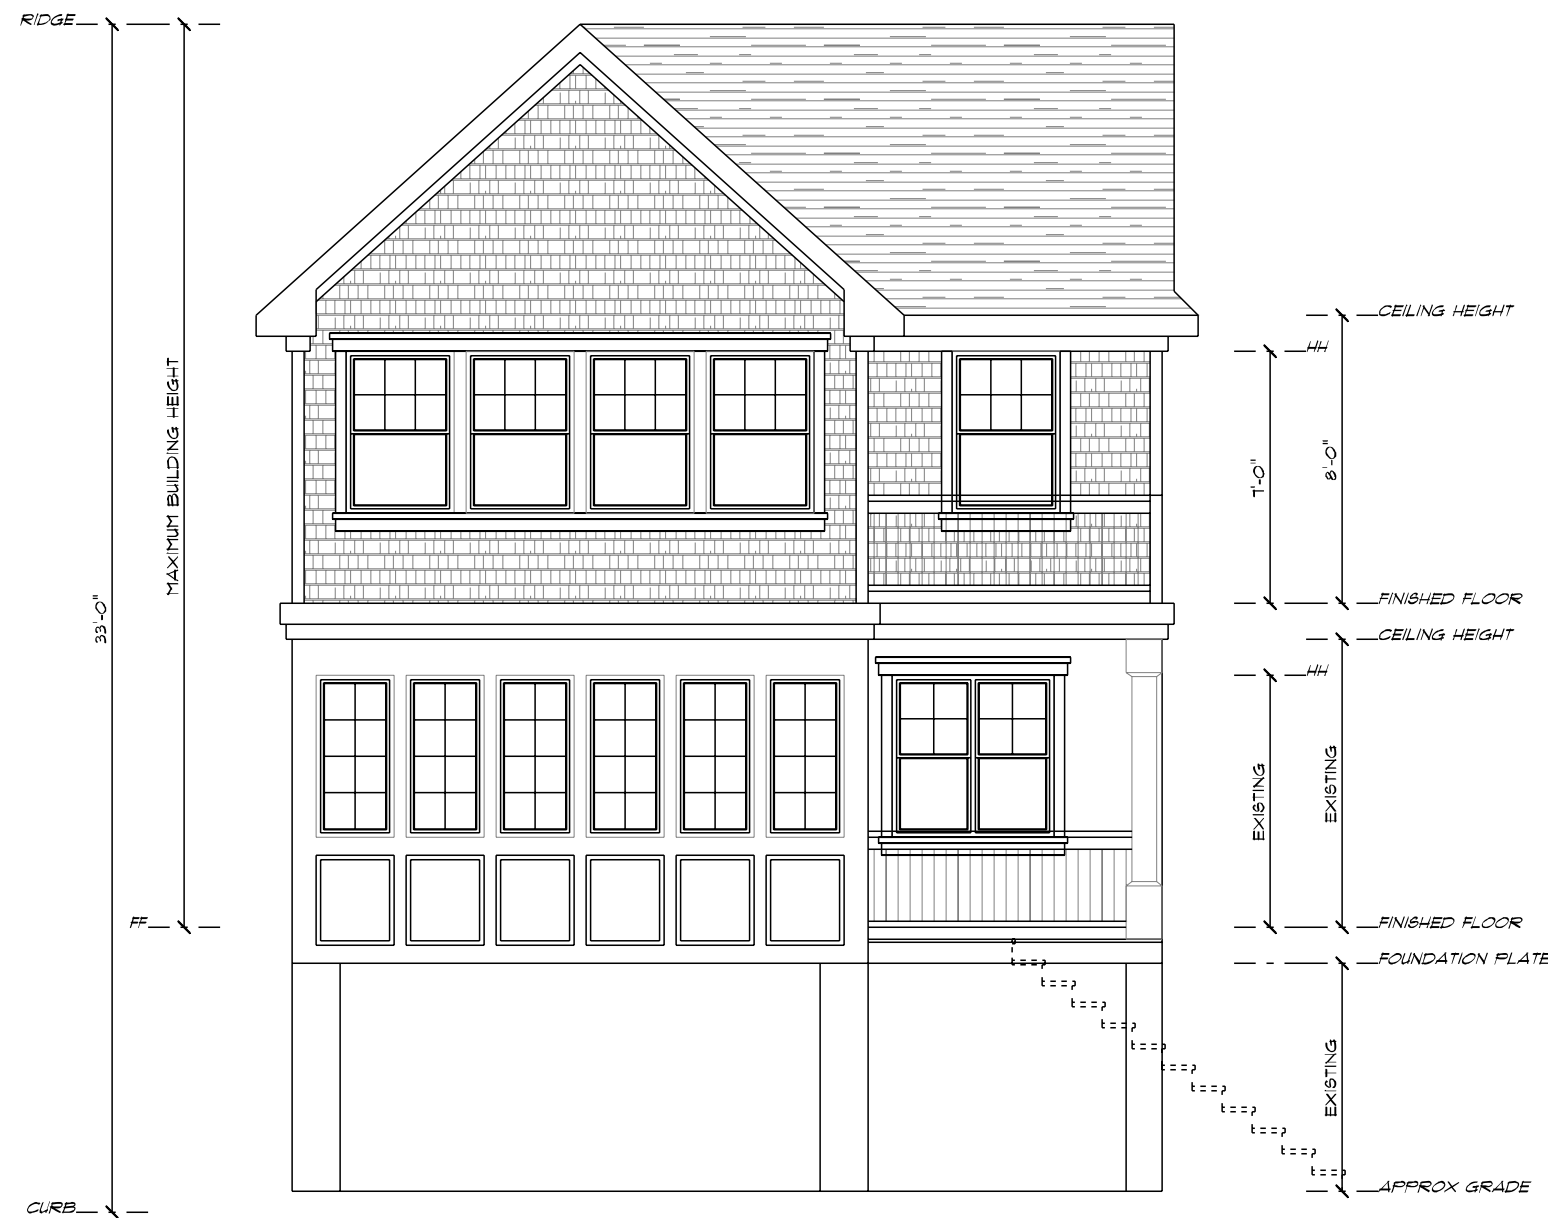 RIDGE
CEILING HEIGHT
HH
MAXIMUM BUILDING HEIGHT
7'-0"
8'-0"
33'-0"
FINISHED FLOOR
CEILING HEIGHT
HH
EXISTING
EXISTING
FF
FINISHED FLOOR
FOUNDATION PLATE
EXISTING
APPROX GRADE
CURB